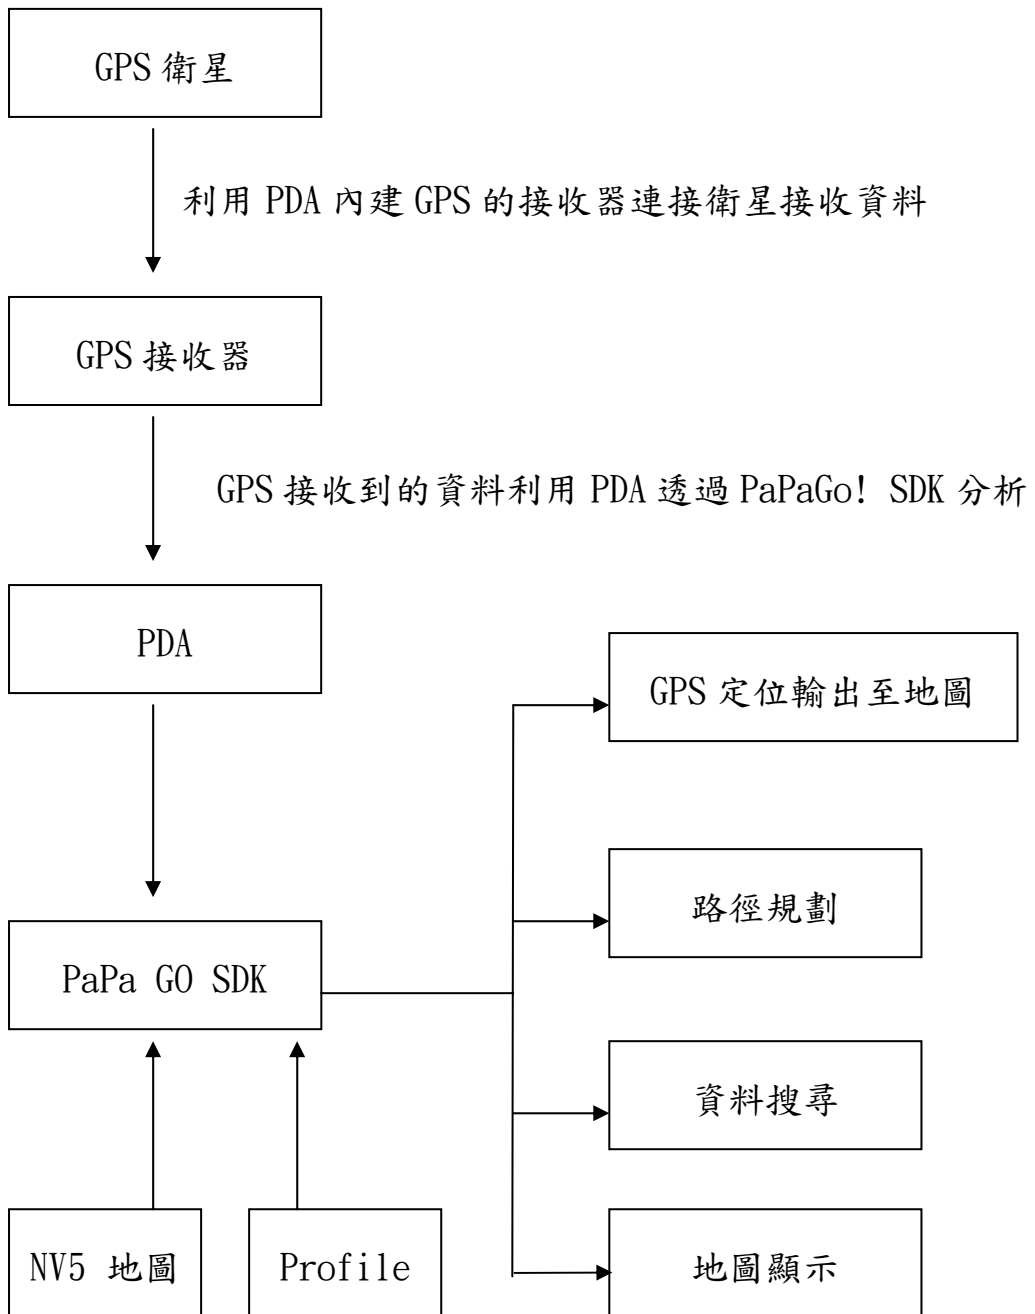 GPS 衛星
利用 PDA 內建 GPS 的接收器連接衛星接收資料
GPS 接收器
GPS 接收到的資料利用 PDA 透過 PaPaGo! SDK 分析
PDA
GPS 定位輸出至地圖
路徑規劃
PaPa GO SDK
資料搜尋
NV5 地圖
Profile
地圖顯示